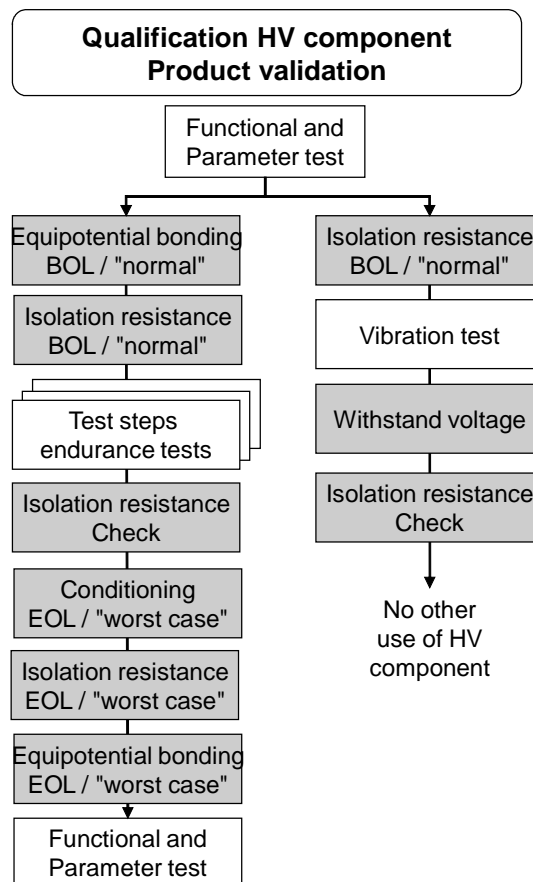 Qualification HV component
Product validation
Functional and
Parameter test
Equipotential bonding
BOL / "normal"
Isolation resistance
BOL / "normal"
Test steps
endurance tests
Isolation resistance
Check
Conditioning
EOL / "worst case"
Isolation resistance
EOL / "worst case"
Equipotential bonding
EOL / "worst case"
Functional and
Parameter test
Isolation resistance
BOL / "normal"
Vibration test
Withstand voltage
Isolation resistance
Check
No other
use of HV
component